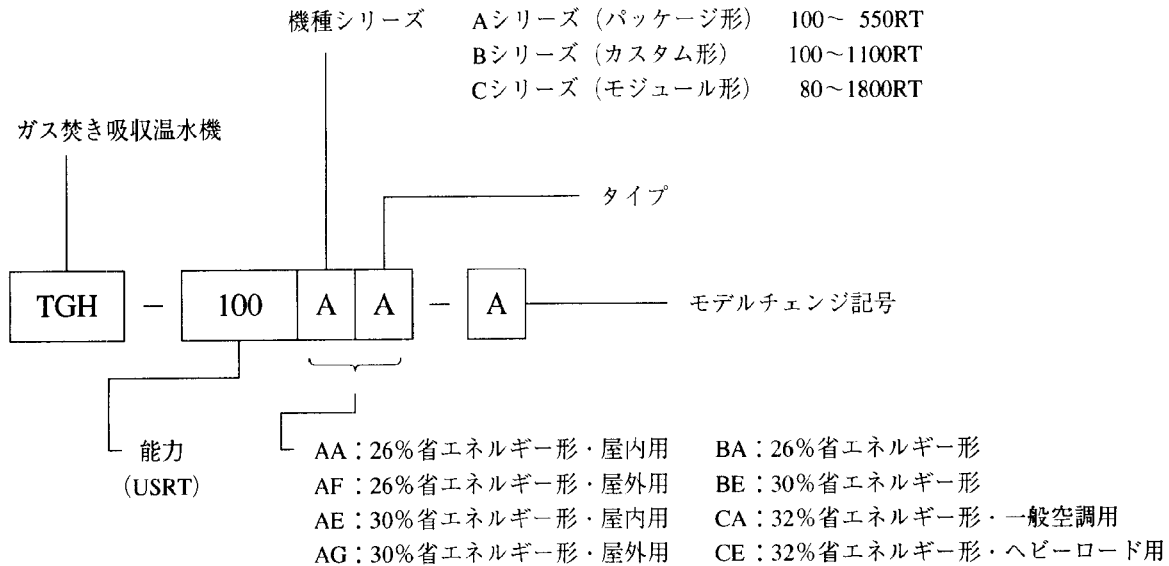 機種シリーズ Aシリーズ（パッケージ形） 100～ 550RT
Bシリーズ（カスタム形） 100～1100RT
Cシリーズ（モジュール形） 80～1800RT
ガス焚き吸収温水機
タイプ
TGH － 100 A A － A モデルチェンジ記号
能力
(USRT)
AA：26%省エネルギー形・屋内用 BA：26%省エネルギー形
AF：26%省エネルギー形・屋外用 BE：30%省エネルギー形
AE：30%省エネルギー形・屋内用 CA：32%省エネルギー形・一般空調用
AG：30%省エネルギー形・屋外用 CE：32%省エネルギー形・ヘビーロード用